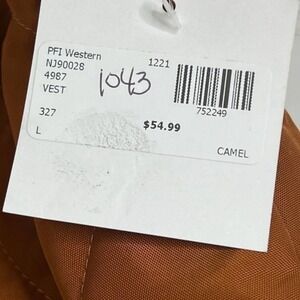 PFI Western
NJ90028 1221
4987 1043
VEST 752249
327 $54.99
L CAMEL